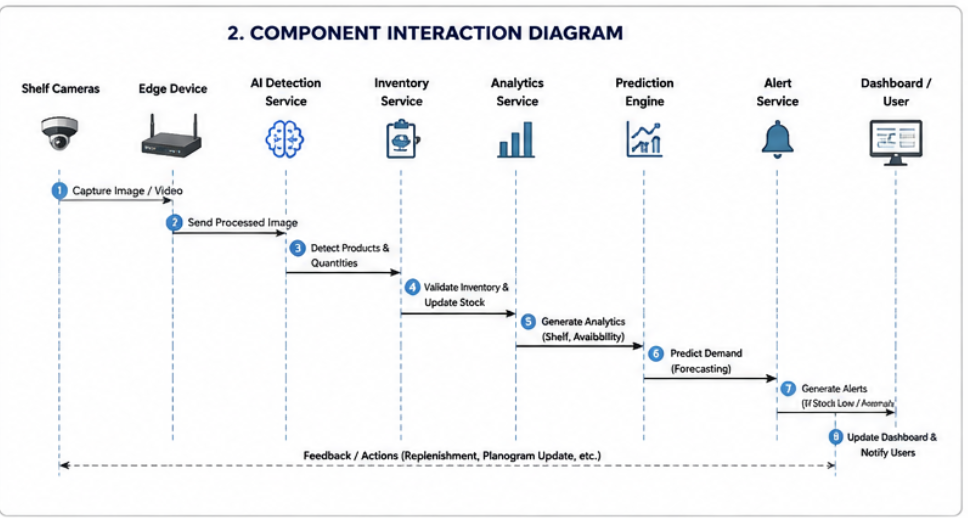 2. COMPONENT INTERACTION DIAGRAM
Shelf Cameras
Edge Device
AI Detection
Service
Inventory
Service
Analytics
Service
Prediction
Engine
Alert
Service
Dashboard /
User
1 Capture Image / Video
2 Send Processed Image
3 Detect Products &
Quantities
4 Validate Inventory &
Update Stock
5 Generate Analytics
(Shelf, Avaibbility)
6 Predict Demand
(Forecasting)
7 Generate Alerts
Stock Low /
8 Update Dashboard &
Notify Users
Feedback / Actions (Replenishment, Planogram Update, etc.)